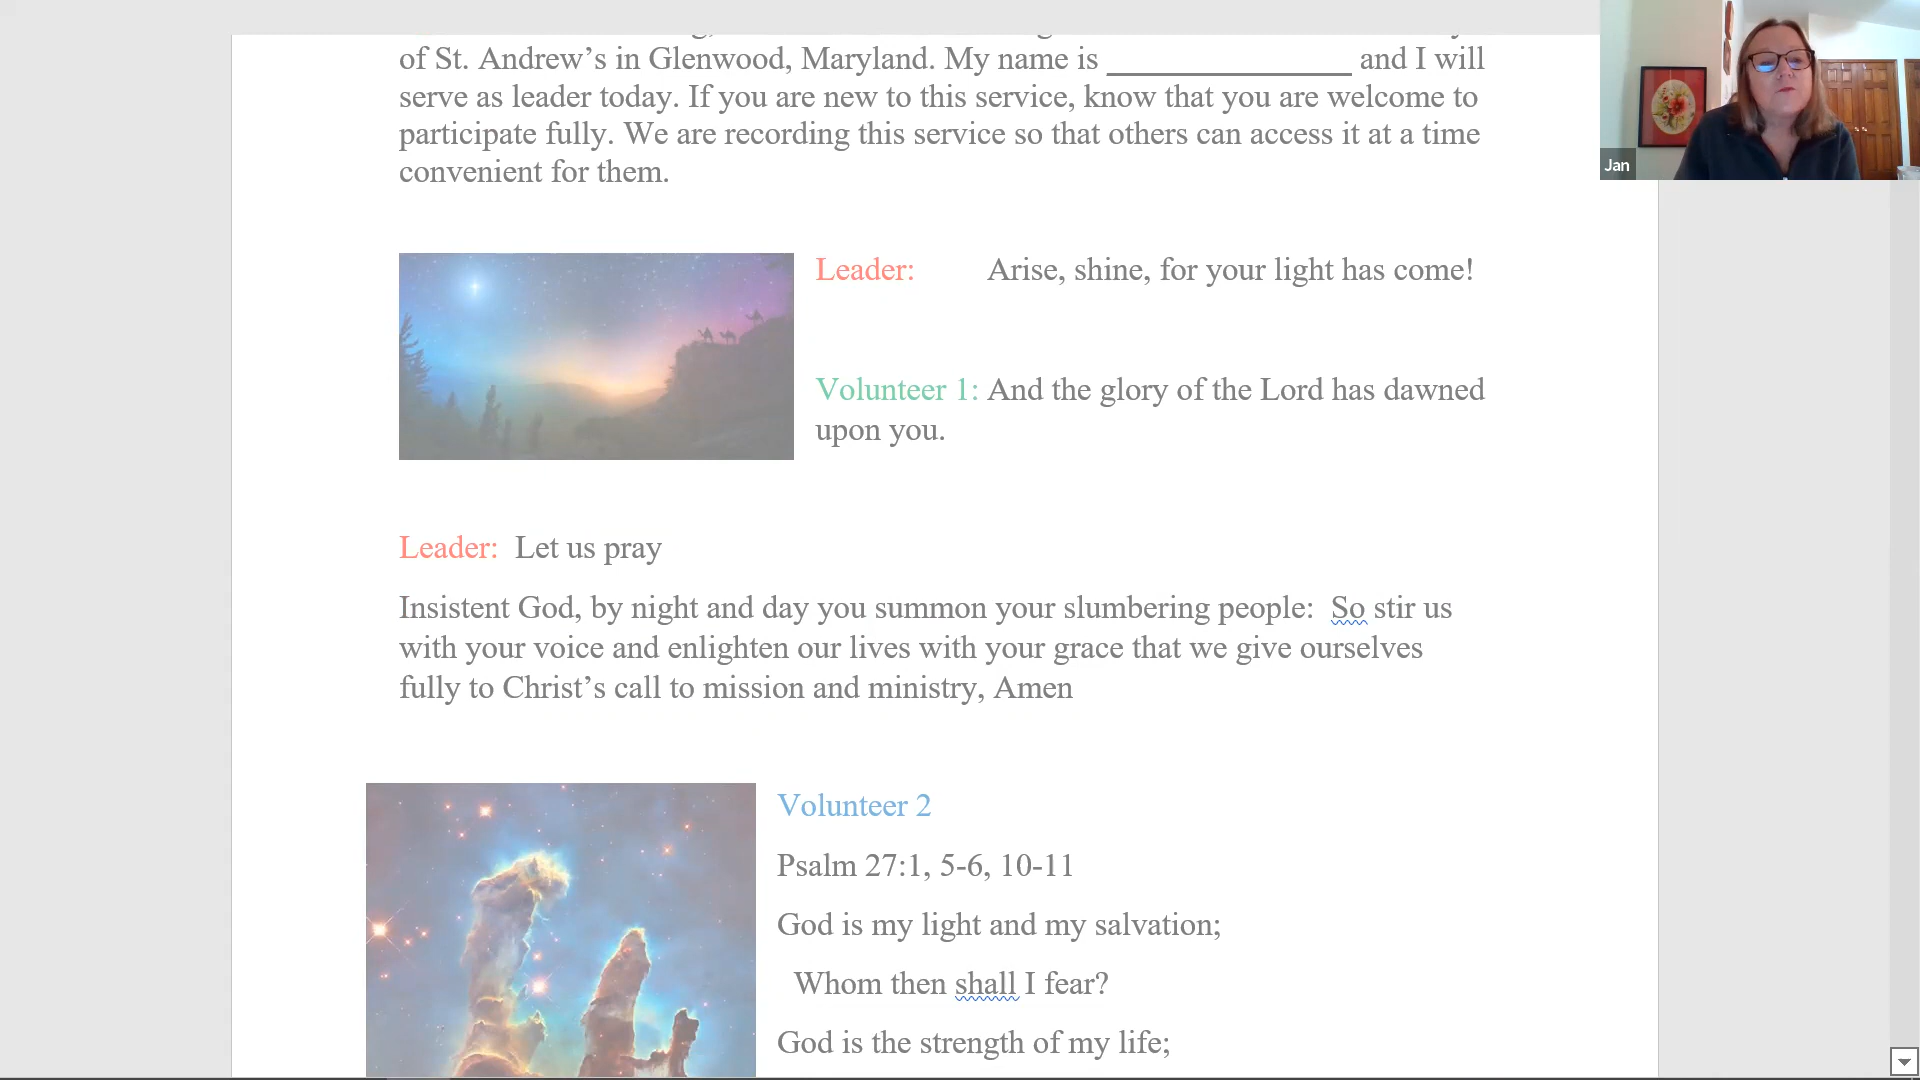 of St. Andrew’s in Glenwood, Maryland. My name is _______________ and I will
serve as leader today. If you are new to this service, know that you are welcome to
participate fully. We are recording this service so that others can access it at a time
convenient for them.
Leader: Arise, shine, for your light has come!
Volunteer 1: And the glory of the Lord has dawned
upon you.
Leader: Let us pray
Insistent God, by night and day you summon your slumbering people: So stir us
with your voice and enlighten our lives with your grace that we give ourselves
fully to Christ’s call to mission and ministry, Amen
Volunteer 2
Psalm 27:1, 5-6, 10-11
God is my light and my salvation;
Whom then shall I fear?
God is the strength of my life;
Jan